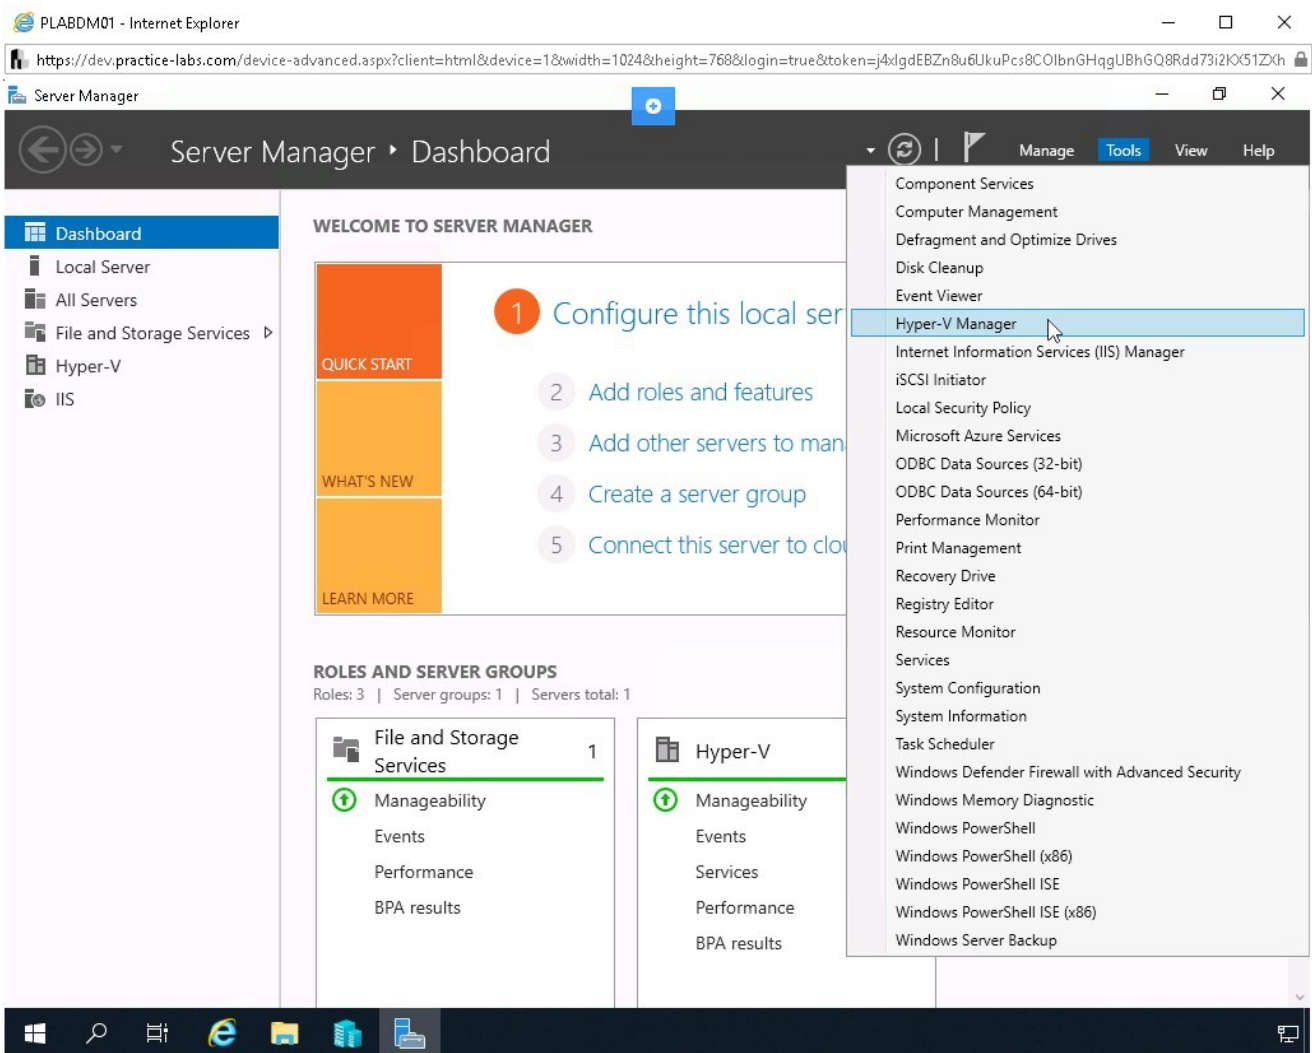 PLABDM01 - Internet Explorer
https://dev.practice-labs.com/device-advanced.aspx?client=html&device=1&width=1024&height=768&login=true&token=
Server Manager
Server Manager • Dashboard
Manage
Tools
View
Help
Dashboard
Local Server
All Servers
File and Storage Services
Hyper-V
IIS
WELCOME TO SERVER MANAGER
QUICK START
WHAT'S NEW
LEARN MORE
1 Configure this local ser
2 Add roles and features
3 Add other servers to man
4 Create a server group
5 Connect this server to clo
ROLES AND SERVER GROUPS
Roles: 3 | Server groups: 1 | Servers total: 1
File and Storage
Services
1
Manageability
Events
Performance
BPA results
Hyper-V
Manageability
Events
Services
Performance
BPA results
Component Services
Computer Management
Defragment and Optimize Drives
Disk Cleanup
Event Viewer
Hyper-V Manager
Internet Information Services (IIS) Manager
iSCSI Initiator
Local Security Policy
Microsoft Azure Services
ODBC Data Sources (32-bit)
ODBC Data Sources (64-bit)
Performance Monitor
Print Management
Recovery Drive
Registry Editor
Resource Monitor
Services
System Configuration
System Information
Task Scheduler
Windows Defender Firewall with Advanced Security
Windows Memory Diagnostic
Windows PowerShell
Windows PowerShell (x86)
Windows PowerShell ISE
Windows PowerShell ISE (x86)
Windows Server Backup